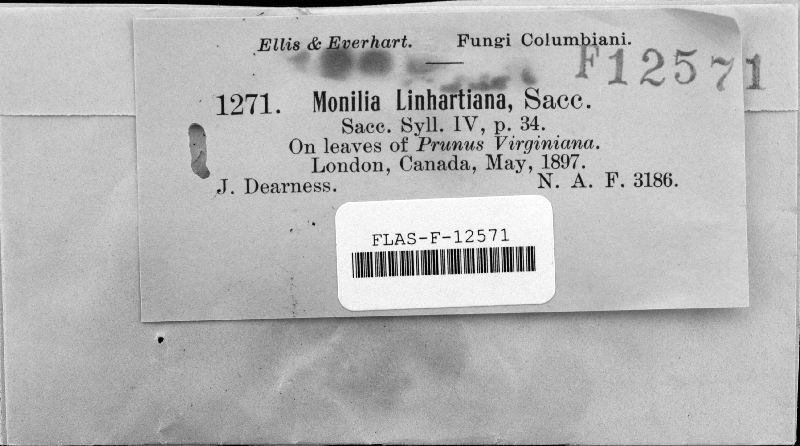 Ellis & Everhart. Fungi Columbiani.
F12571
1271. Monilia Linhartiana, Sacc.
Sacc. Syll. IV, p. 34.
On leaves of Prunus Virginiana.
London, Canada, May, 1897.
J. Dearness. N. A. F. 3186.
FLAS-F-12571